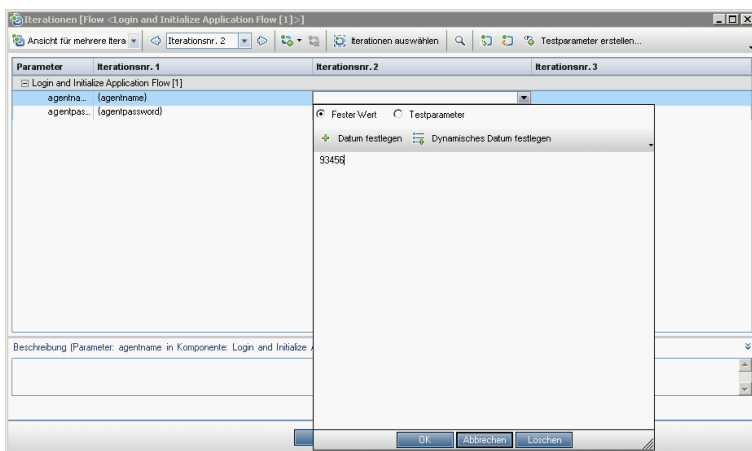 Iterationen [Flow <Login and Initialize Application Flow [1]>]
Ansicht für mehrere Itera Iterationsnr. 2 Iterationen auswählen Testparameter erstellen...
Parameter Iterationsnr. 1 Iterationsnr. 2 Iterationsnr. 3
Login and Initialize Application Flow [1]
agentna... {agentname}
agentpas... {agentpassword}
Fester Wert Testparameter
Datum festlegen Dynamisches Datum festlegen
93456
Beschreibung (Parameter: agentname in Komponente: Login and Initialize
OK Abbrechen Löschen